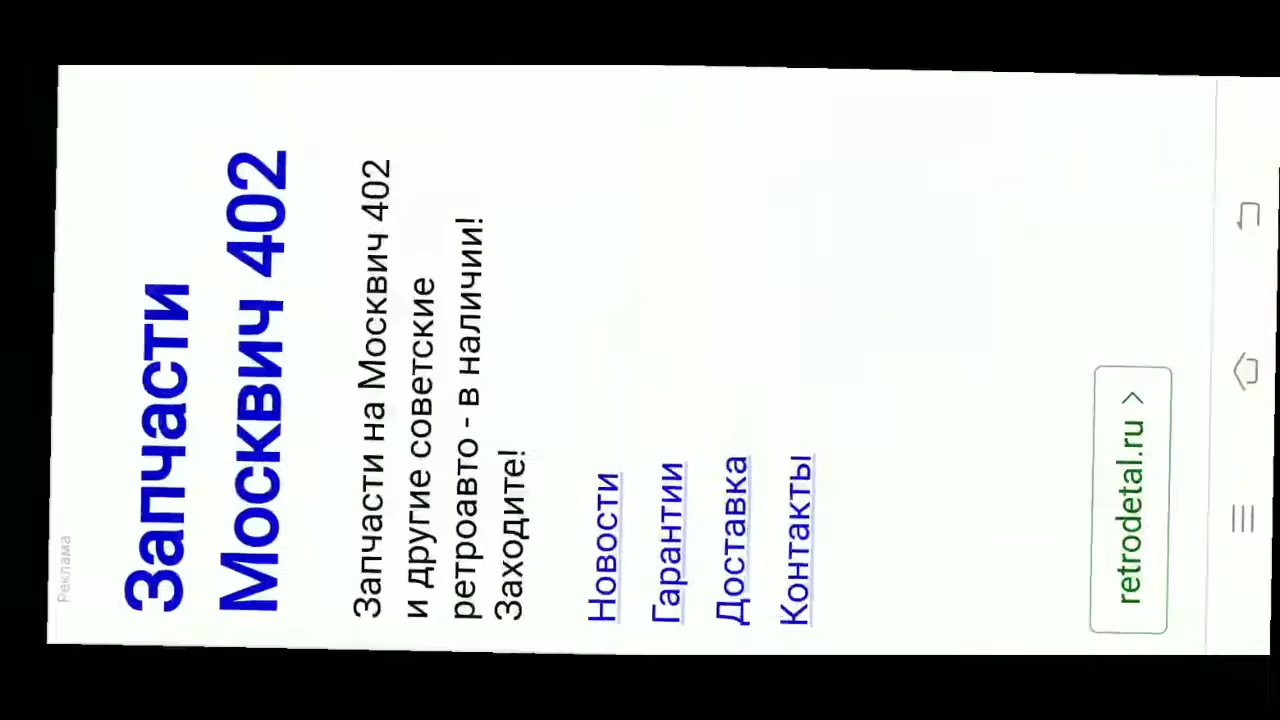 Реклама
Запчасти
Москвич 402
Запчасти на Москвич 402
и другие советские
ретроавто - в наличии!
Заходите!
Новости
Гарантии
Доставка
Контакты
retrodetal.ru >